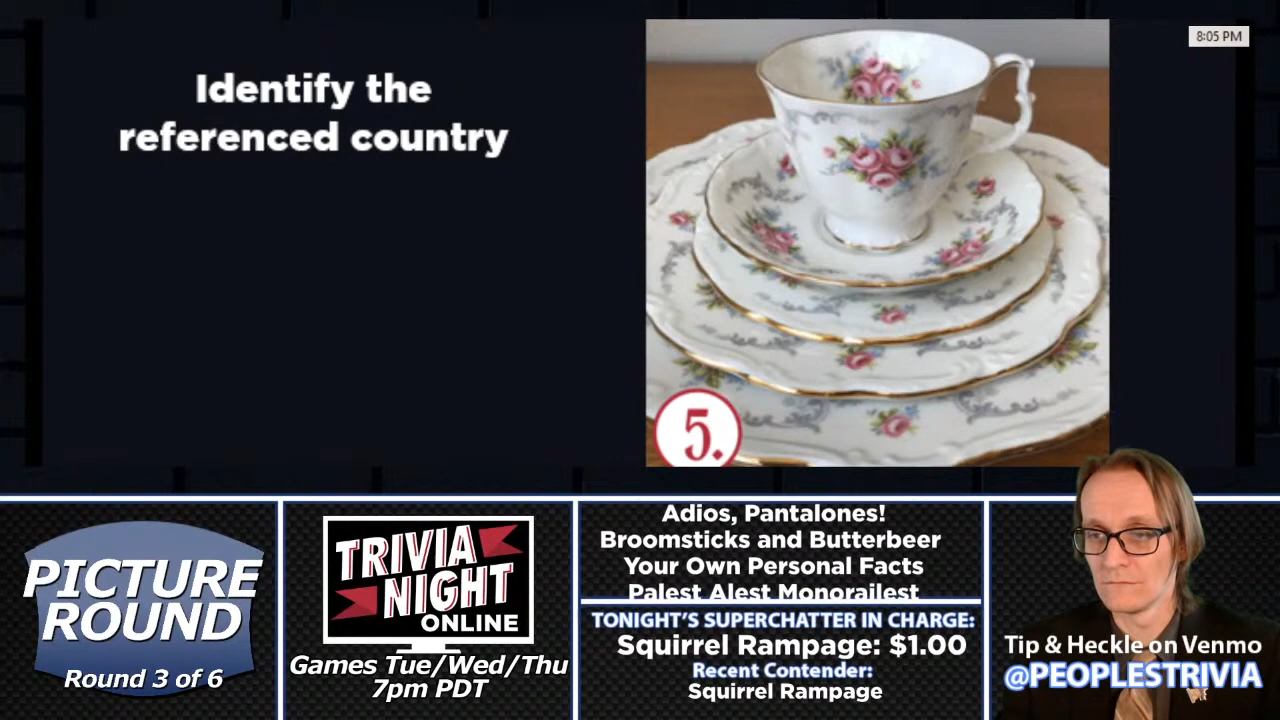 Identify the
referenced country
8:05 PM
5.
PICTURE
ROUND
Round 3 of 6
TRIVIA
NIGHT
ONLINE
Games Tue/Wed/Thu
7pm PDT
Adios, Pantalones!
Broomsticks and Butterbeer
Your Own Personal Facts
Palest Alest Monorailest
TONIGHT'S SUPERCHATTER IN CHARGE:
Squirrel Rampage: $1.00
Recent Contender:
Squirrel Rampage
Tip & Heckle on Venmo
@PEOPLESTRIVIA